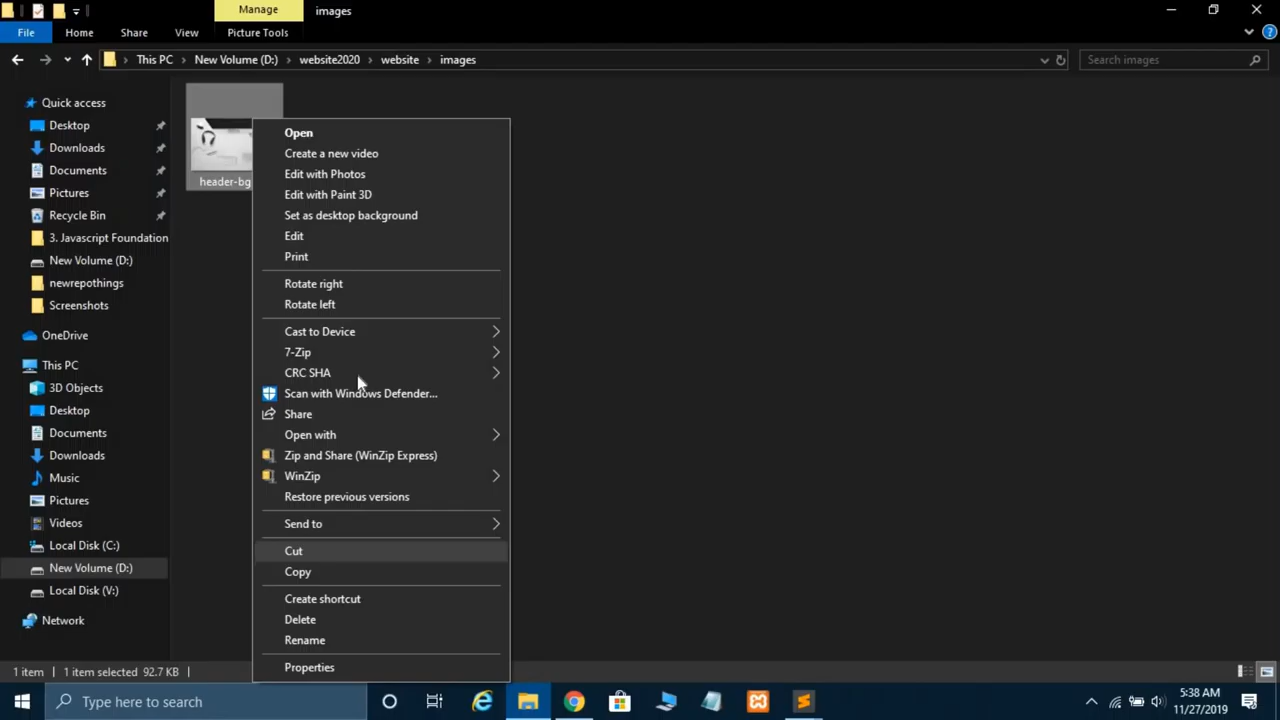 Manage
images
File
Home
Share
View
Picture Tools
This PC
New Volume (D:)
website2020
website
images
Search images
Quick access
Desktop
Downloads
Documents
Pictures
Recycle Bin
3. Javascript Foundation
New Volume (D:)
newrepothings
Screenshots
OneDrive
This PC
3D Objects
Desktop
Documents
Downloads
Music
Pictures
Videos
Local Disk (C:)
New Volume (D:)
Local Disk (V:)
Network
header-bg
Open
Create a new video
Edit with Photos
Edit with Paint 3D
Set as desktop background
Edit
Print
Rotate right
Rotate left
Cast to Device
7-Zip
CRC SHA
Scan with Windows Defender...
Share
Open with
Zip and Share (WinZip Express)
WinZip
Restore previous versions
Send to
Cut
Copy
Create shortcut
Delete
Rename
Properties
1 item
1 item selected 92.7 KB
Type here to search
5:38 AM
11/27/2019